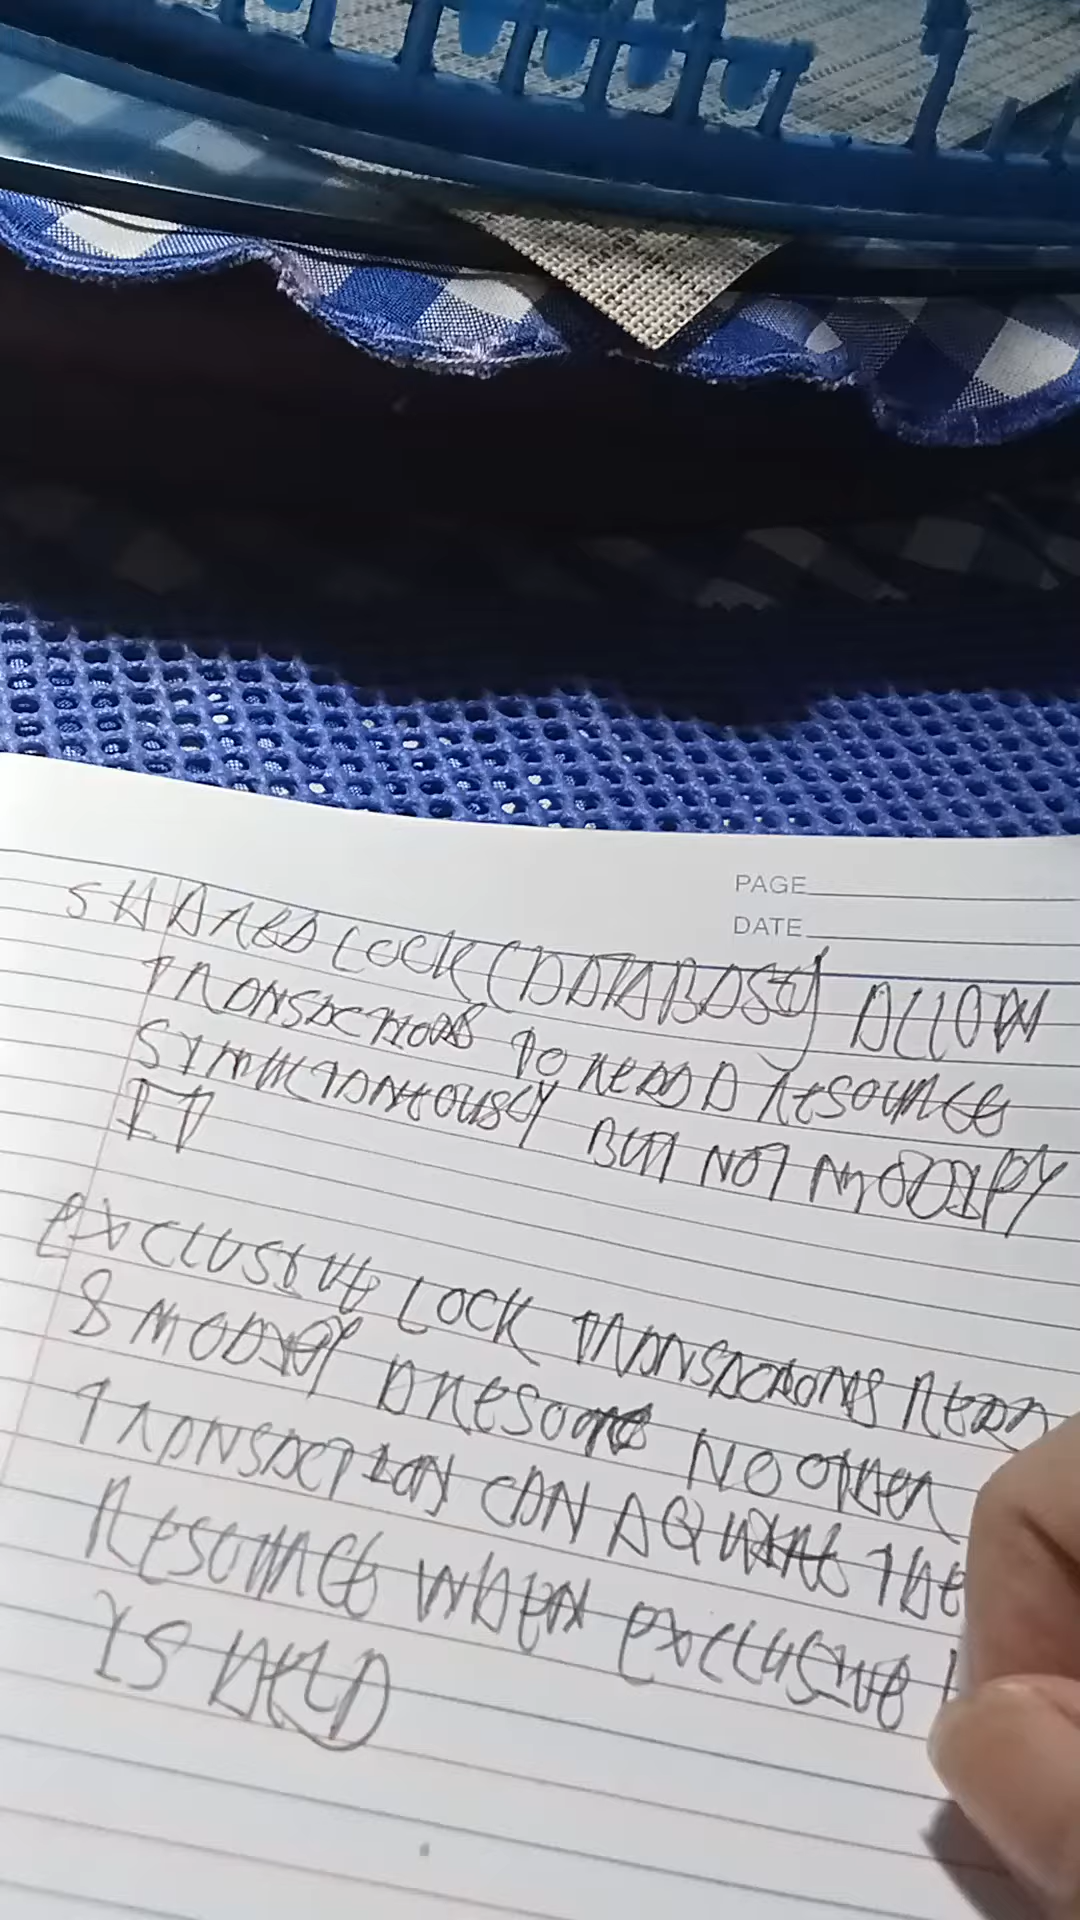 PAGE
DATE
SHARED LOCK (DATABASE) ALLOW
TRANSACTIONS TO READ A RESOURCE
SIMULTANEOUSLY BUT NOT MODIFY
IT
EXCLUSIVE LOCK TRANSACTIONS READ
& MODIFY A RESOURCE NO OTHER
TRANSACTION CAN AQUIRE THE
RESOURCE WHEN EXCLUSIVE
IS HELD